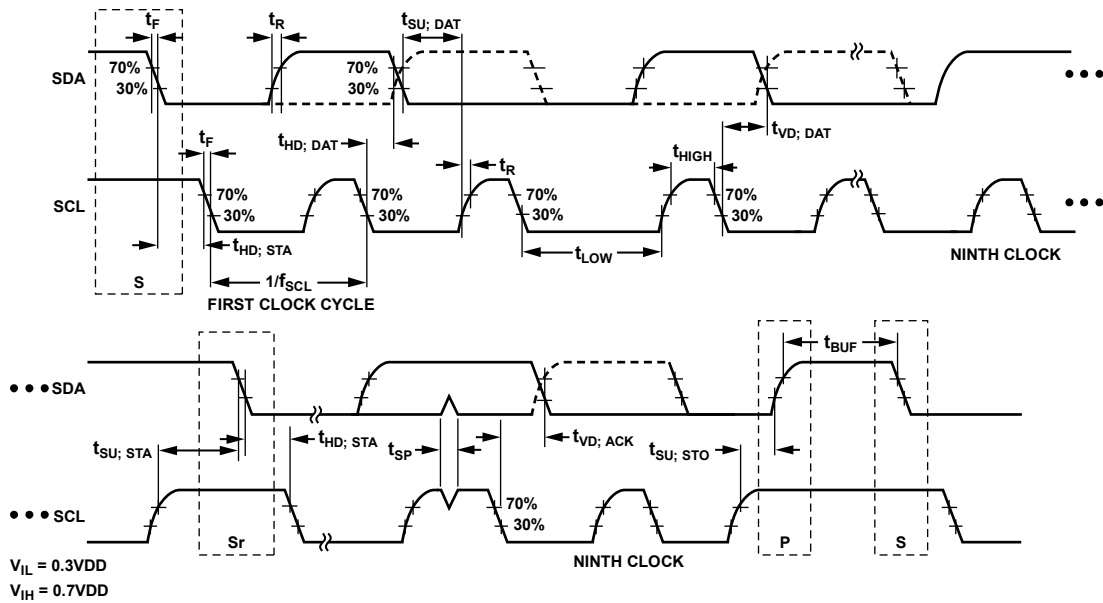 tF
tR
tSU; DAT
SDA
70%
30%
70%
30%
tF
tHD; DAT
tR
tHIGH
tVD; DAT
SCL
70%
30%
70%
30%
70%
30%
70%
30%
tHD; STA
tLOW
S
1/fSCL
FIRST CLOCK CYCLE
NINTH CLOCK
tBUF
SDA
tSU; STA
tHD; STA
tSP
tVD; ACK
tSU; STO
SCL
70%
30%
Sr
NINTH CLOCK
P
S
VIL = 0.3VDD
VIH = 0.7VDD